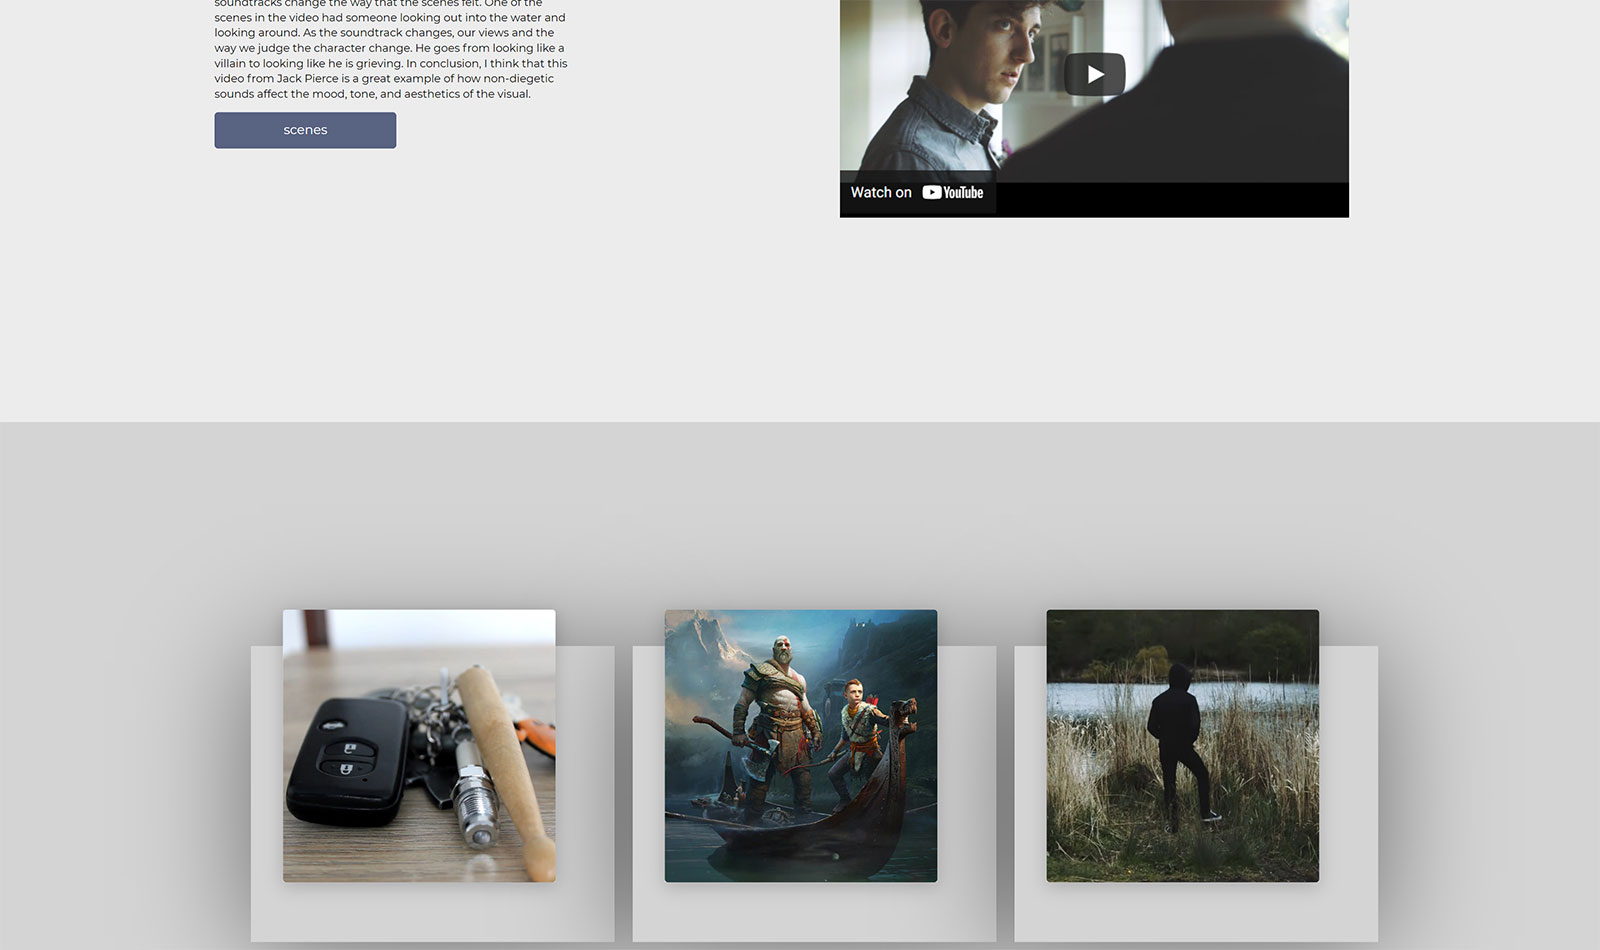 soundtracks change the way that the scenes felt. One of the
scenes in the video had someone looking out into the water and
looking around. As the soundtrack changes, our views and the
way we judge the character change. He goes from looking like a
villain to looking like he is grieving. In conclusion, I think that this
video from Jack Pierce is a great example of how non-diegetic
sounds affect the mood, tone, and aesthetics of the visual.
scenes
Watch on YouTube